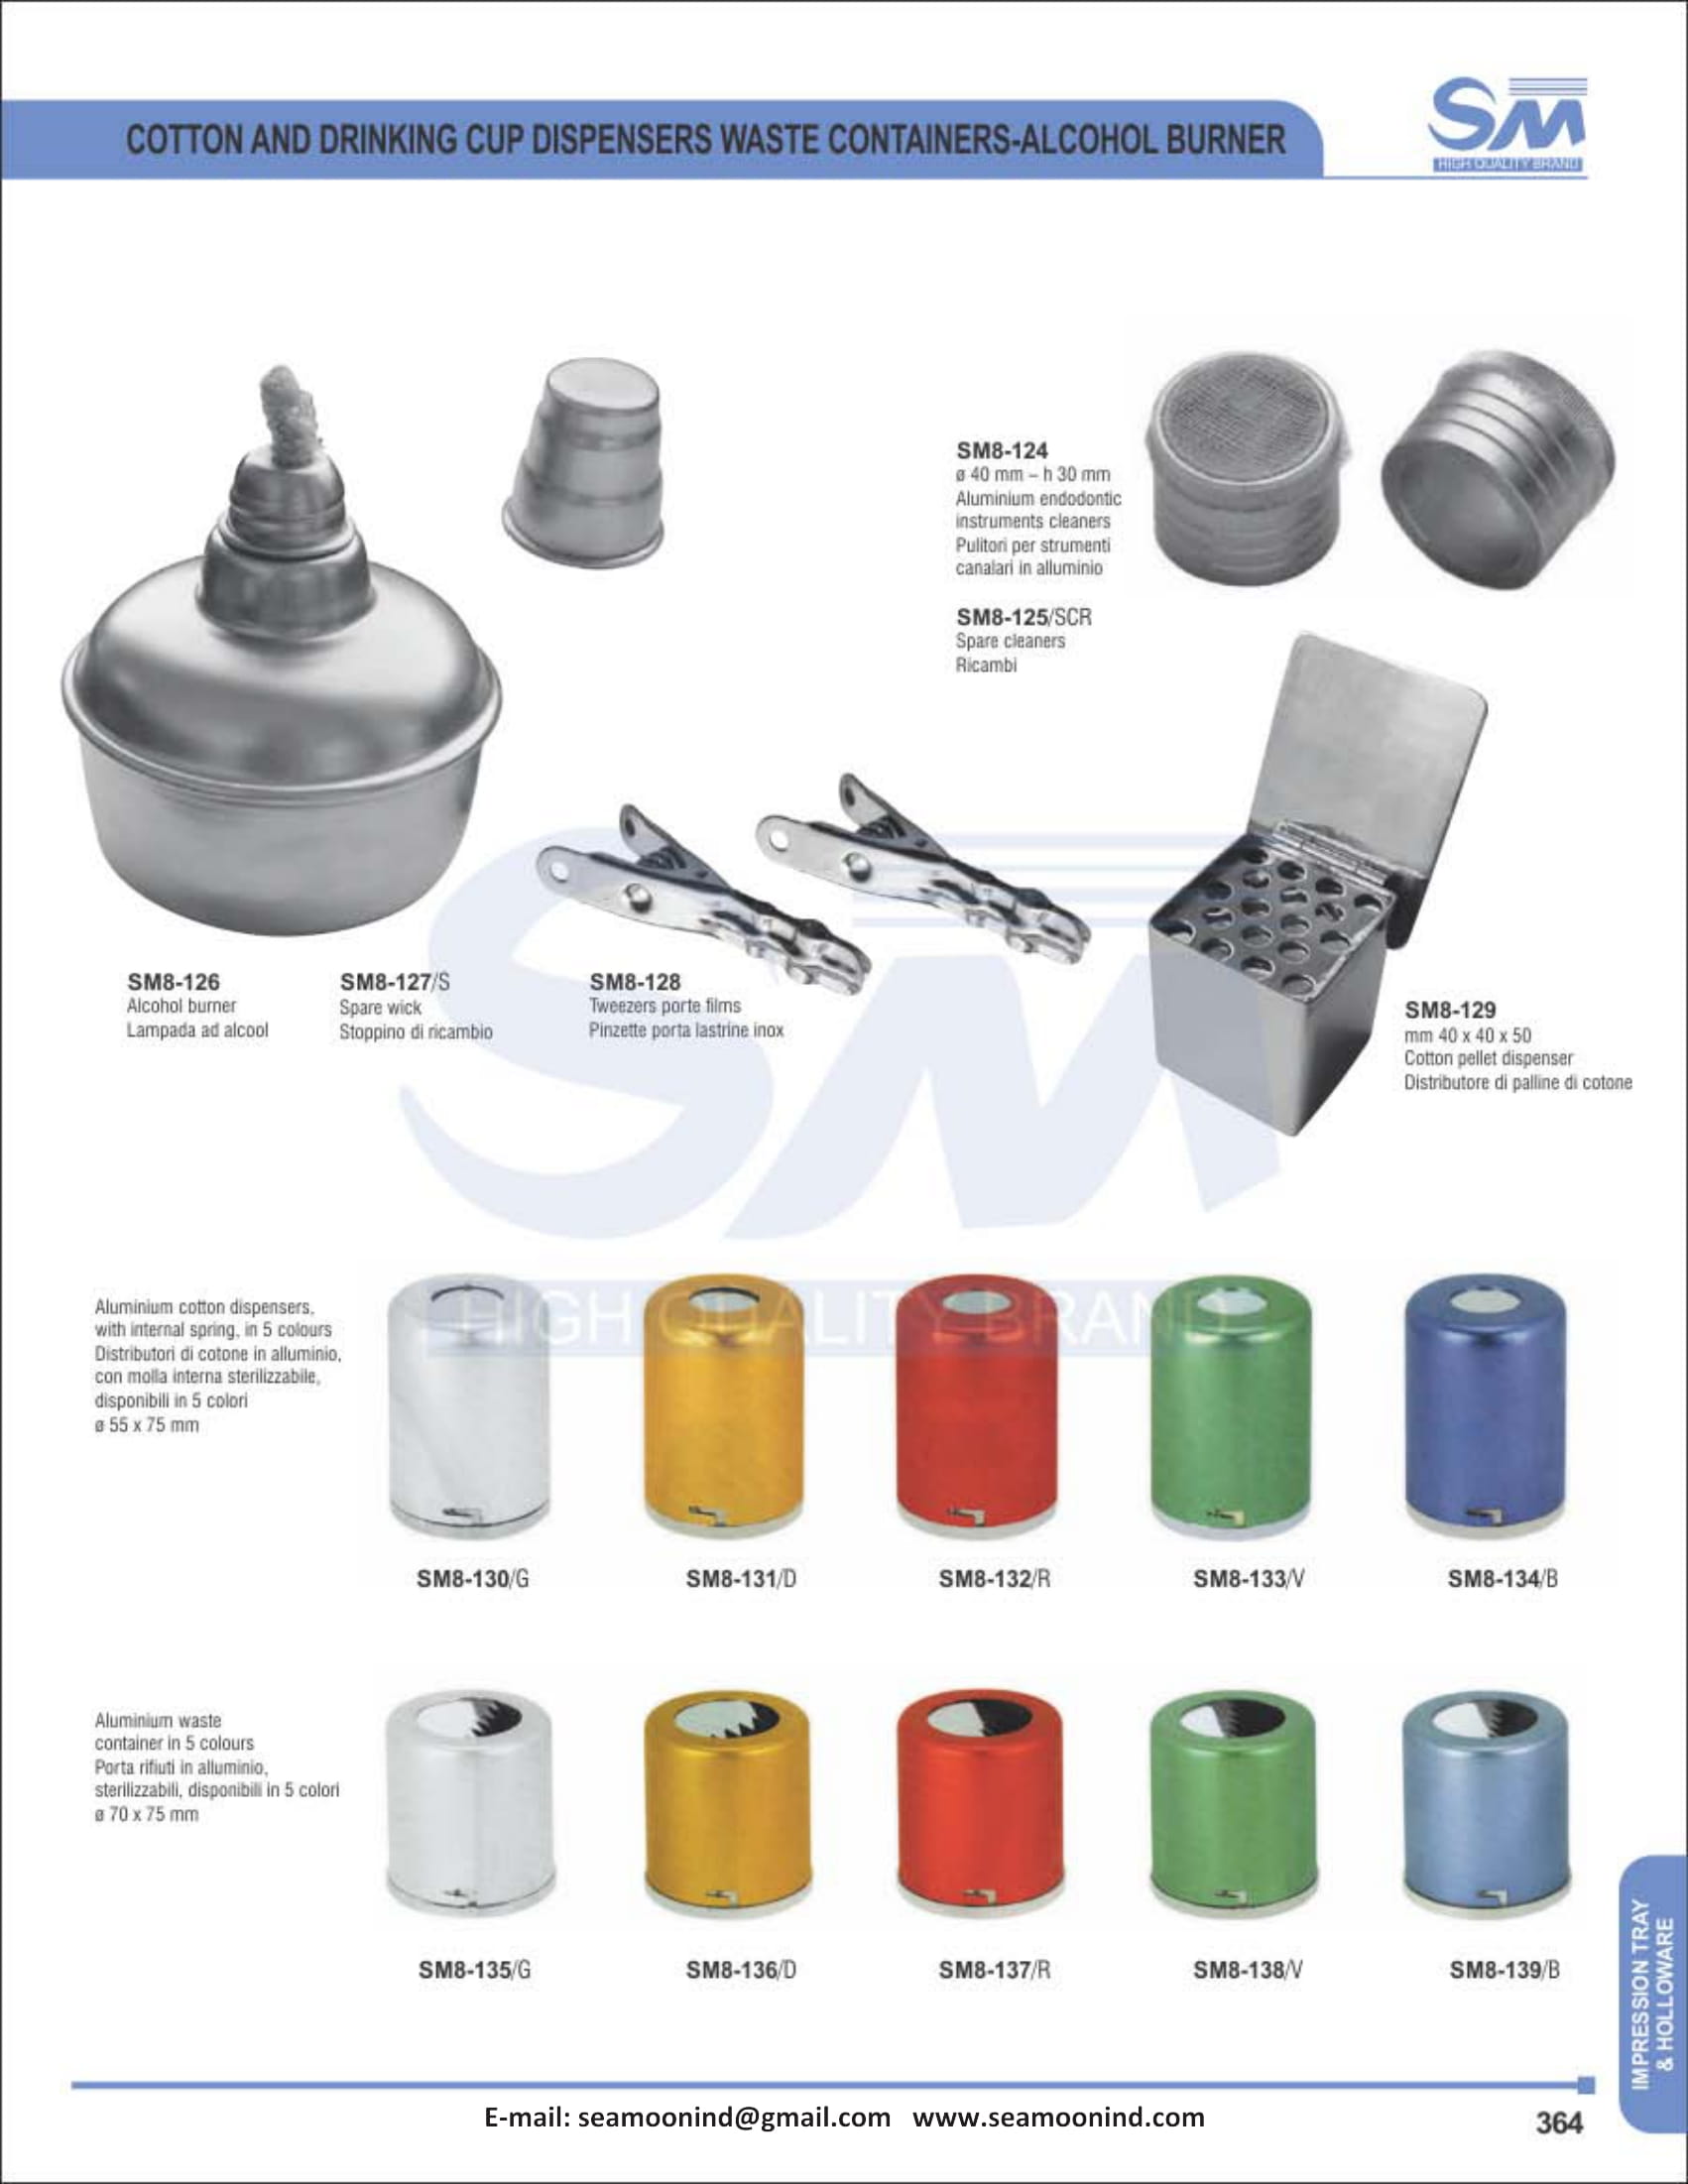 COTTON AND DRINKING CUP DISPENSERS WASTE CONTAINERS-ALCOHOL BURNER
SM
HIGH QUALITY BRAND
SM8-124
ø 40 mm – h 30 mm
Aluminium endodontic
instruments cleaners
Pulitori per strumenti
canalari in alluminio
SM8-125/SCR
Spare cleaners
Ricambi
SM8-126
Alcohol burner
Lampada ad alcool
SM8-127/S
Spare wick
Stoppino di ricambio
SM8-128
Tweezers porte films
Pinzette porta lastrine inox
SM8-129
mm 40 x 40 x 50
Cotton pellet dispenser
Distributore di palline di cotone
SM
HIGH QUALITY BRAND
Aluminium cotton dispensers,
with internal spring, in 5 colours
Distributori di cotone in alluminio,
con molla interna sterilizzabile,
disponibili in 5 colori
ø 55 x 75 mm
SM8-130/G
SM8-131/D
SM8-132/R
SM8-133/V
SM8-134/B
Aluminium waste
container in 5 colours
Porta rifiuti in alluminio,
sterilizzabili, disponibili in 5 colori
ø 70 x 75 mm
SM8-135/G
SM8-136/D
SM8-137/R
SM8-138/V
SM8-139/B
IMPRESSION TRAY
& HOLLOWARE
E-mail: seamoonind@gmail.com www.seamoonind.com
364